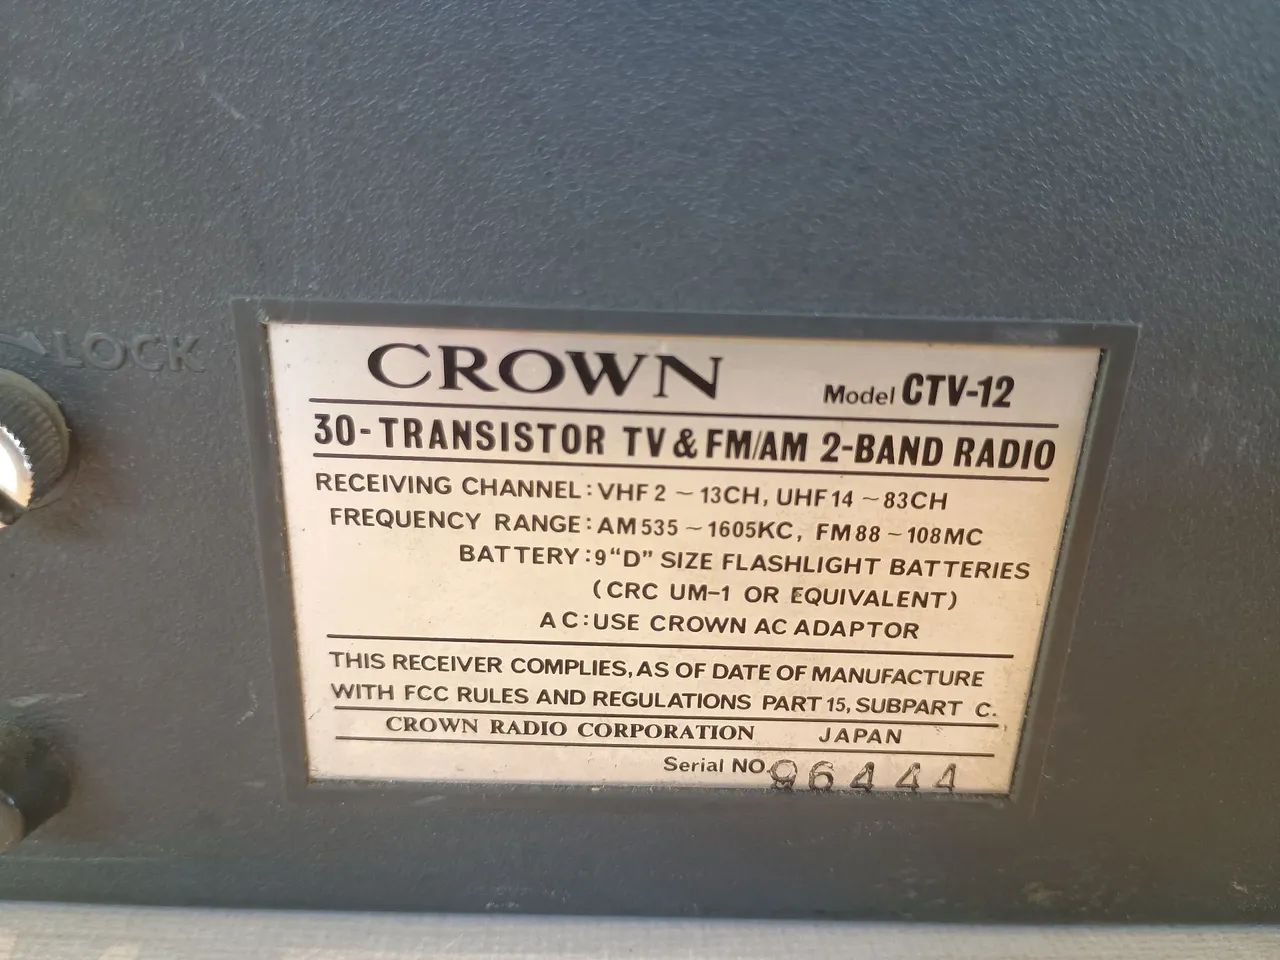 LOCK
CROWN Model CTV-12
30-TRANSISTOR TV & FM/AM 2-BAND RADIO
RECEIVING CHANNEL: VHF 2 ~ 13CH, UHF 14 ~ 83CH
FREQUENCY RANGE: AM 535 ~ 1605KC, FM 88 ~ 108MC
BATTERY: 9 "D" SIZE FLASHLIGHT BATTERIES
(CRC UM-1 OR EQUIVALENT)
AC: USE CROWN AC ADAPTOR
THIS RECEIVER COMPLIES, AS OF DATE OF MANUFACTURE
WITH FCC RULES AND REGULATIONS PART 15, SUBPART C.
CROWN RADIO CORPORATION JAPAN
Serial NO. 96444